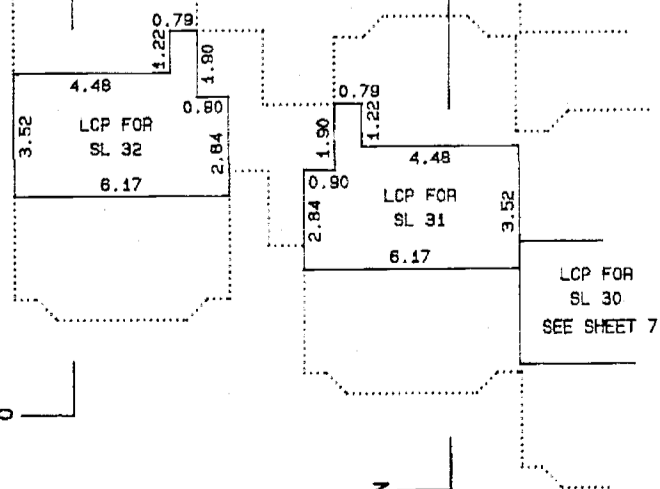 0.79
1.22
1.90
4.48
0.90
3.52
LCP FOR
SL 32
2.84
6.17
0.79
1.90
1.22
4.48
0.90
2.84
LCP FOR
SL 31
3.52
6.17
LCP FOR
SL 30
SEE SHEET 7